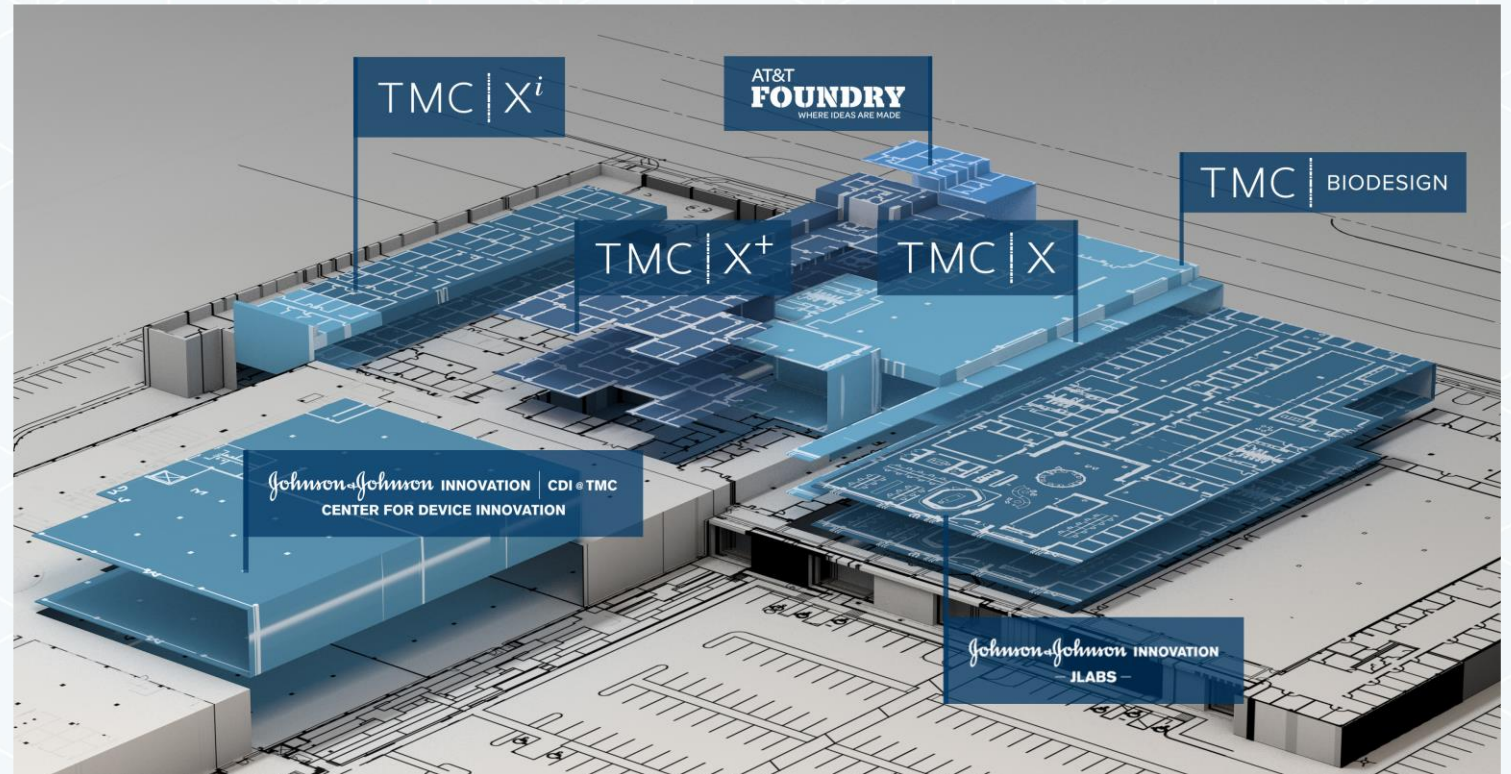 TMC | Xi
AT&T
FOUNDRY
WHERE IDEAS ARE MADE
TMC | BIODESIGN
TMC | X+
TMC | X
Johnson & Johnson INNOVATION | CDI @ TMC
CENTER FOR DEVICE INNOVATION
Johnson & Johnson INNOVATION
— JLABS —